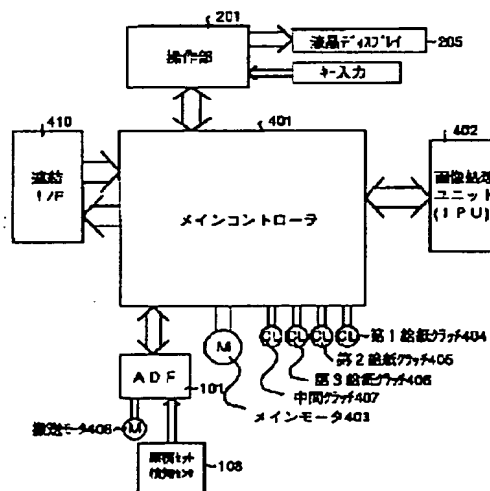 201
操作部
液晶ディスプレイ
205
キー入力
410
連結
I/F
401
メインコントローラ
402
画像処理
ユニット
(IPU)
M
CL
CL
CL
CL
第1給紙クラッチ404
第2給紙クラッチ405
第3給紙クラッチ406
中間クラッチ407
メインモータ403
ADF
101
搬送モータ408
M
原稿セット
検知センサ
108